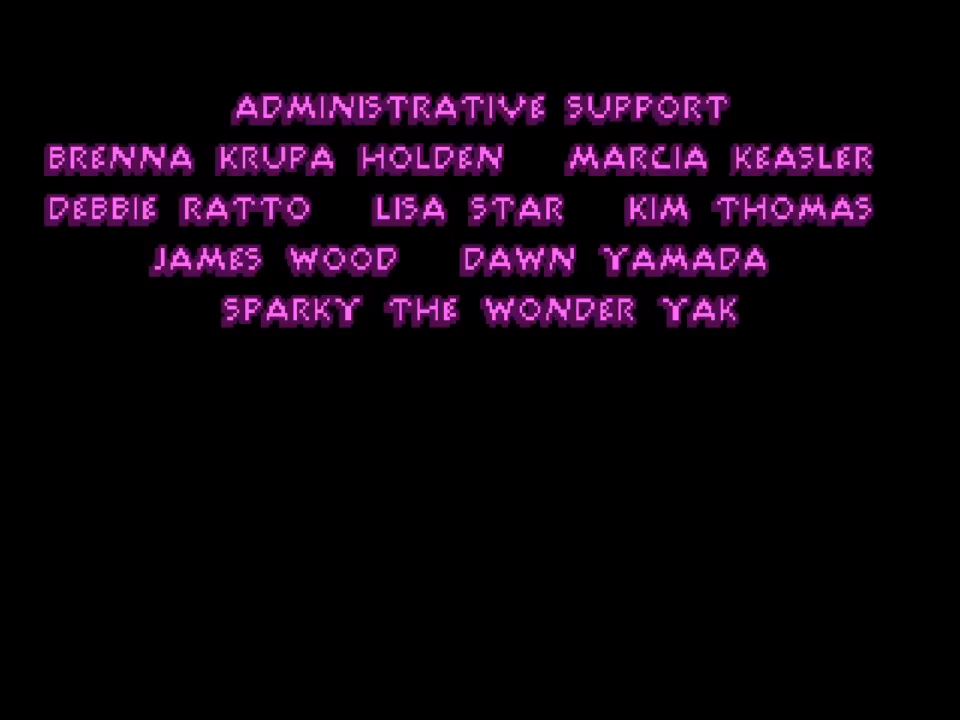 ADMINISTRATIVE SUPPORT
BRENNA KRUPA HOLDEN MARCIA KEASLER
DEBBIE RATTO LISA STAR KIM THOMAS
JAMES WOOD DAWN YAMADA
SPARKY THE WONDER YAK